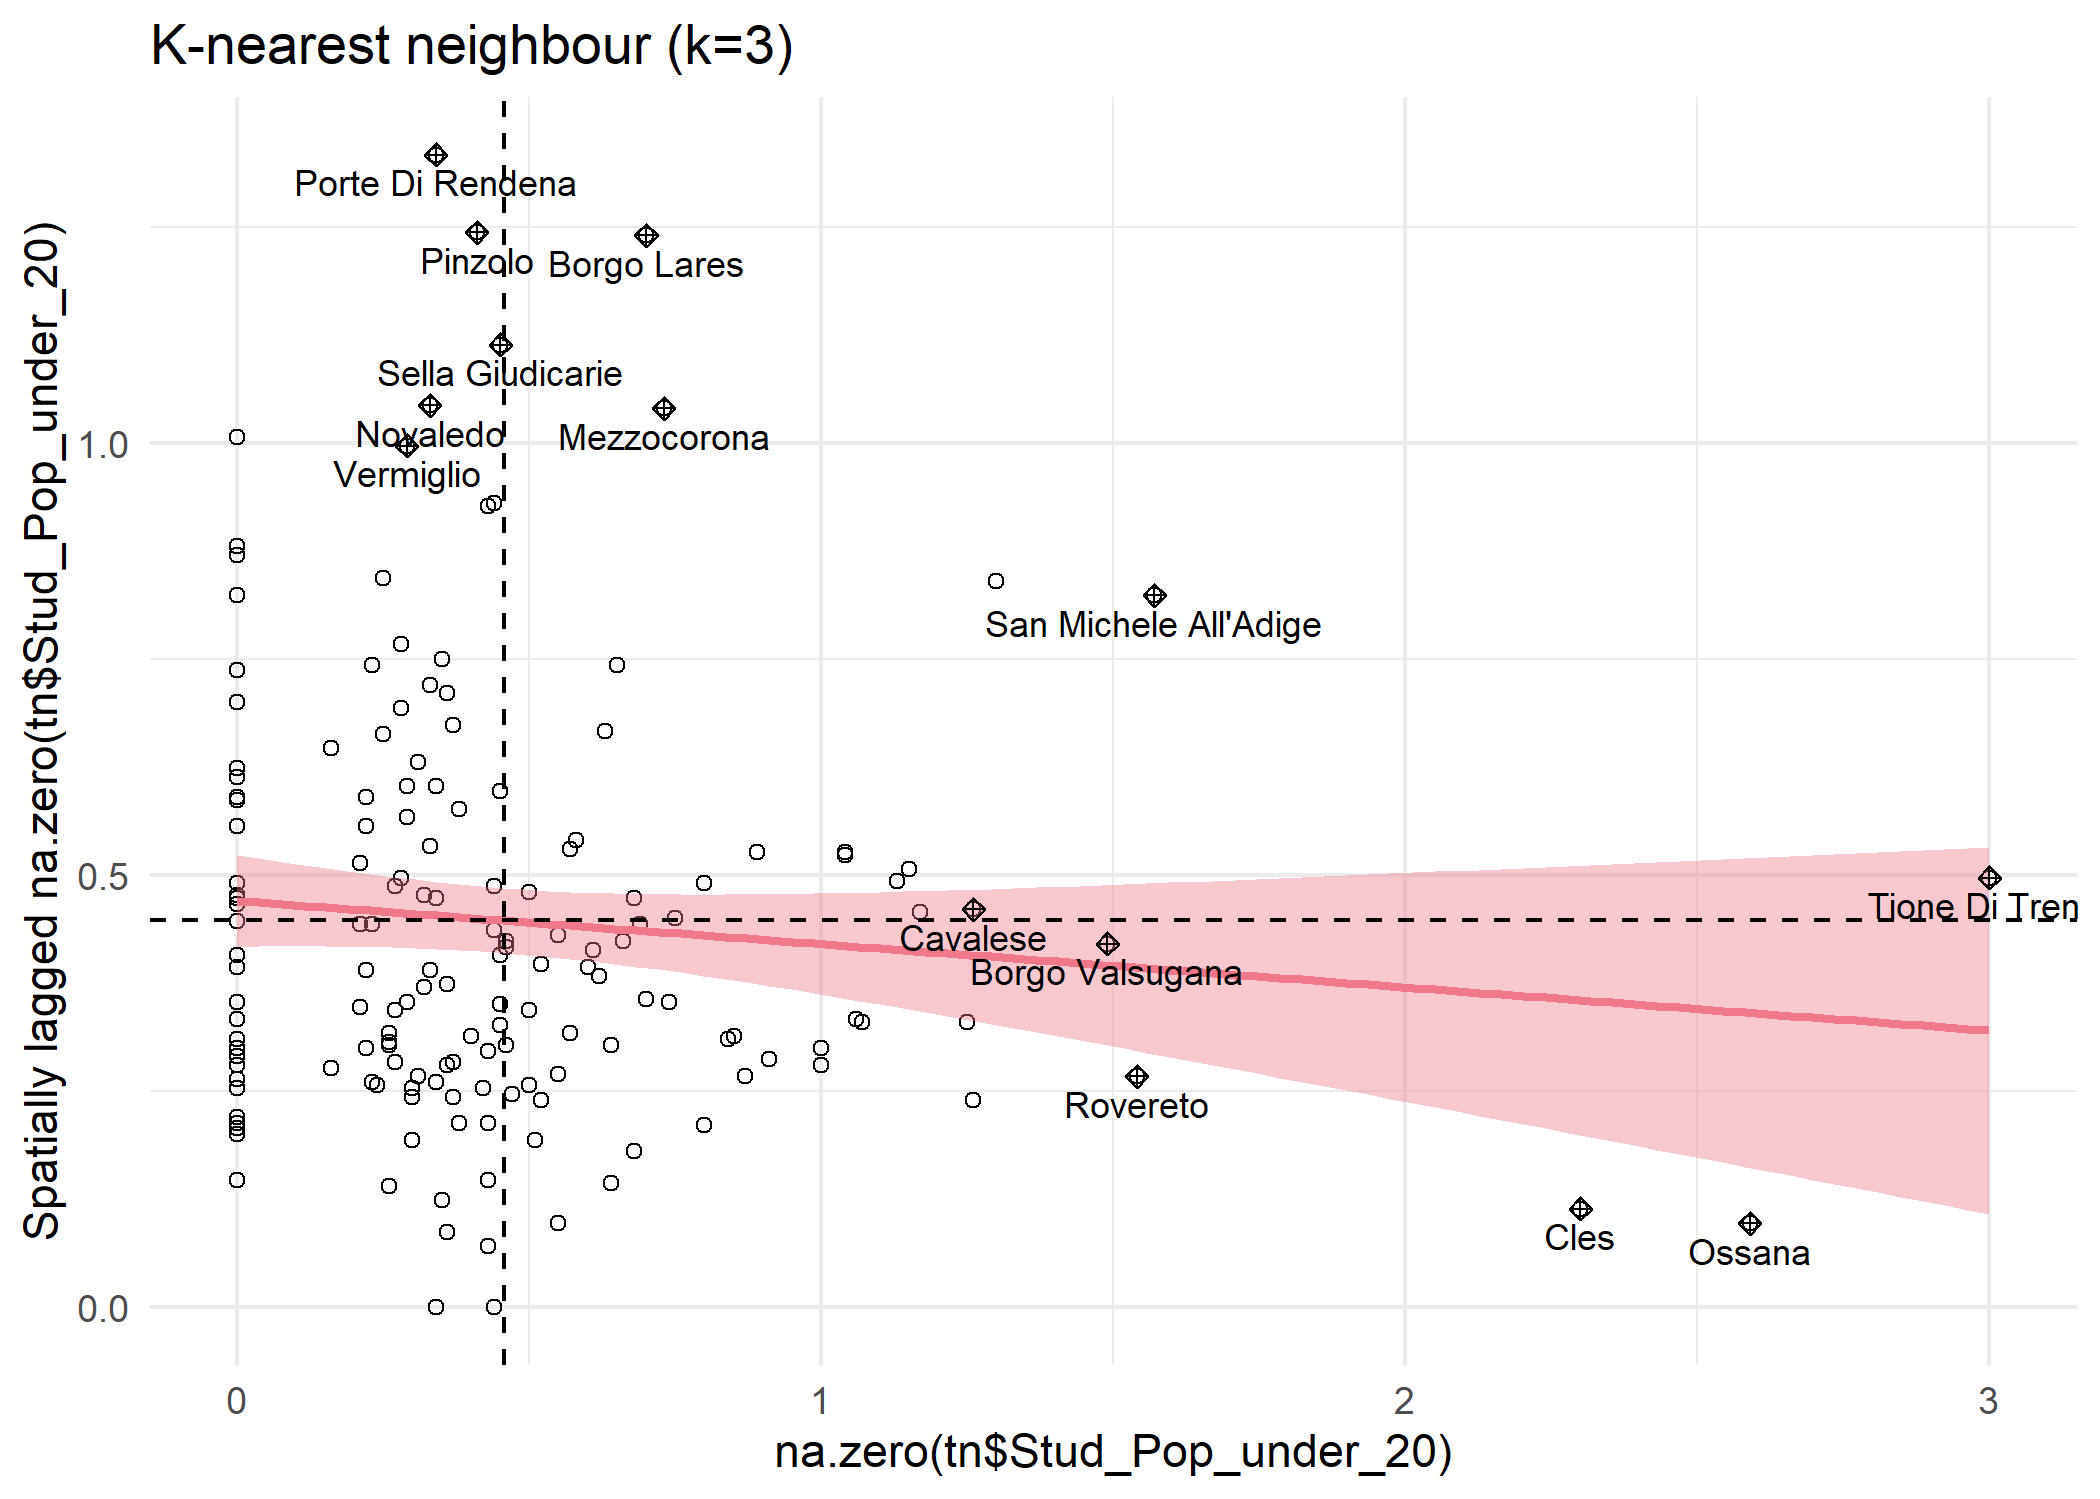 K-nearest neighbour (k=3)
Porte Di Rendena
Pinzolo
Borgo Lares
Sella Giudicarie
Novaledo
Mezzocorona
Vermiglio
San Michele All'Adige
Tione Di Tren
Cavalese
Borgo Valsugana
Rovereto
Cles
Ossana
Spatially lagged na.zero(tn$Stud_Pop_under_20)
1.0
0.5
0.0
0
1
2
3
na.zero(tn$Stud_Pop_under_20)